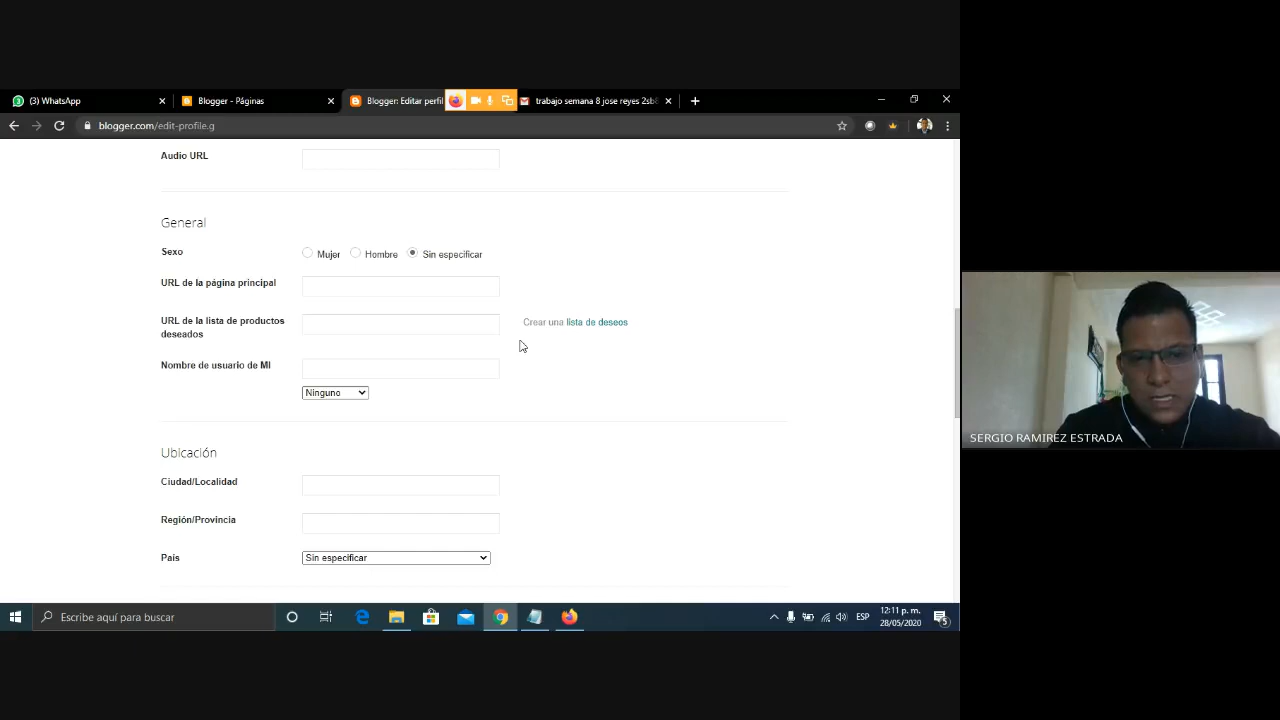 (3) WhatsApp
Blogger - Páginas
Blogger: Editar perfil
trabajo semana 8 jose reyes 2sb
blogger.com/edit-profile.g
Audio URL
General
Sexo
Mujer
Hombre
Sin especificar
URL de la página principal
URL de la lista de productos
deseados
Crear una lista de deseos
Nombre de usuario de MI
Ninguno
Ubicación
Ciudad/Localidad
Región/Provincia
País
Sin especificar
SERGIO RAMIREZ ESTRADA
Escribe aquí para buscar
ESP
12:11 p. m.
28/05/2020
5